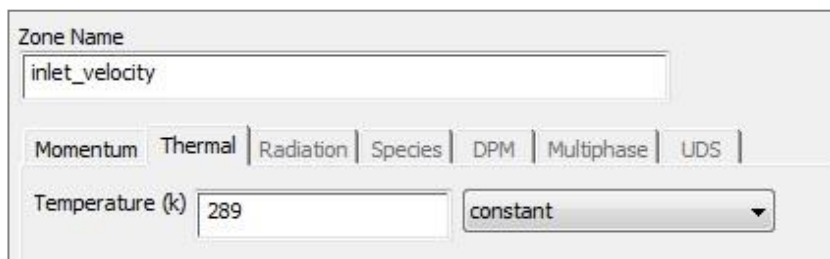 Zone Name
inlet_velocity
Momentum Thermal Radiation Species DPM Multiphase UDS
Temperature (k) 289 constant